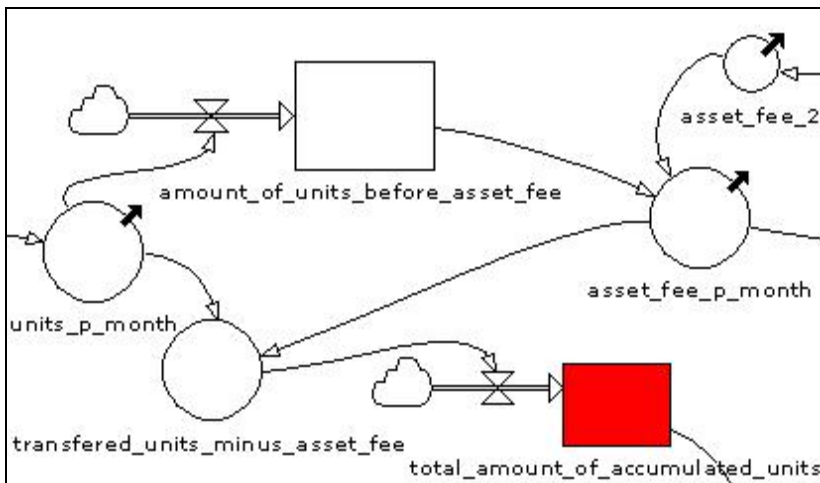 asset_fee_2
amount_of_units_before_asset_fee
asset_fee_p_month
units_p_month
transfered_units_minus_asset_fee
total_amount_of_accumulated_units